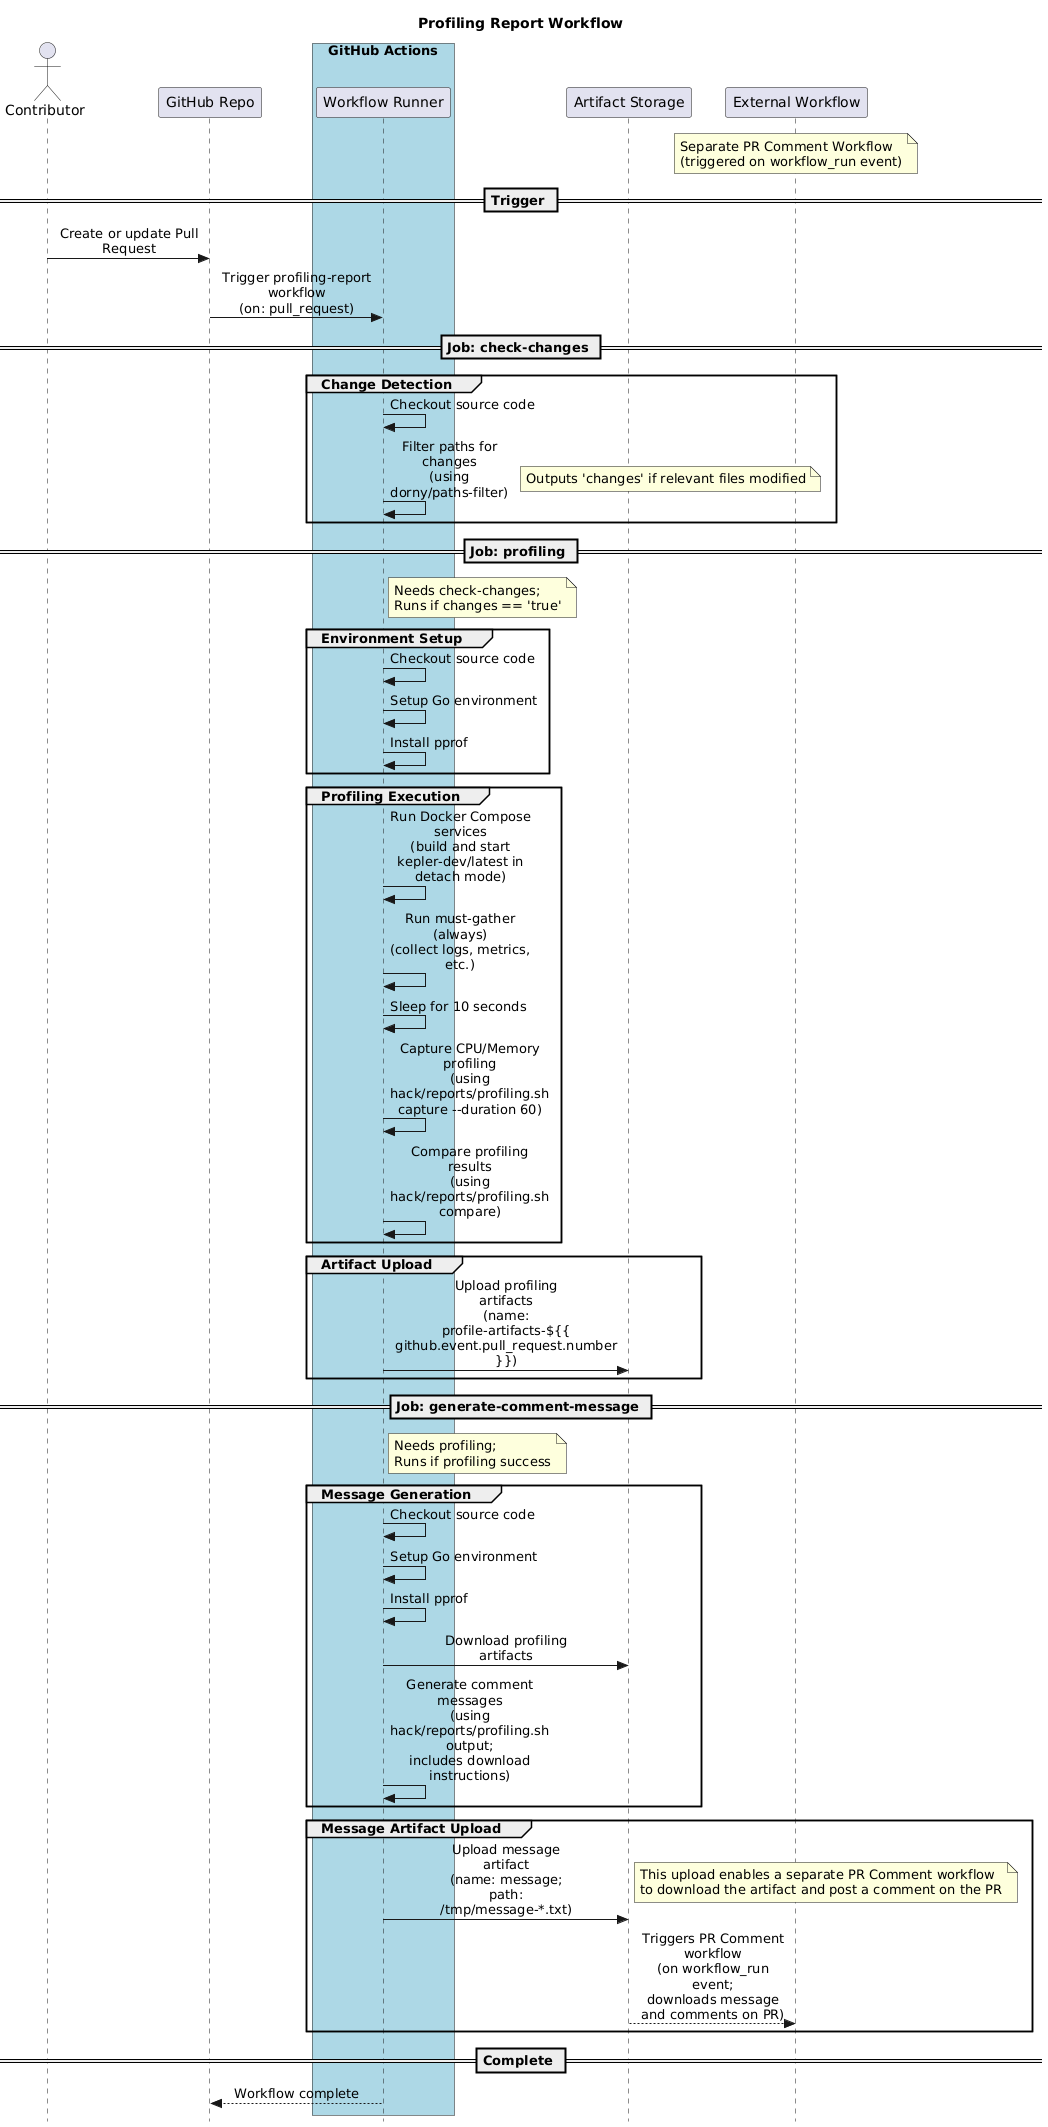 Profiling Report Workflow
GitHub Actions
Contributor
GitHub Repo
Workflow Runner
Artifact Storage
External Workflow
Separate PR Comment Workflow
(triggered on workflow_run event)
Trigger
Create or update Pull
Request
Trigger profiling-report
workflow
(on: pull_request)
Job: check-changes
Change Detection
Checkout source code
Filter paths for
changes
(using
dorny/paths-filter)
Outputs 'changes' if relevant files modified
Job: profiling
Needs check-changes;
Runs if changes == 'true'
Environment Setup
Checkout source code
Setup Go environment
Install pprof
Profiling Execution
Run Docker Compose
services
(build and start
kepler-dev/latest in
detach mode)
Run must-gather
(always)
(collect logs, metrics,
etc.)
Sleep for 10 seconds
Capture CPU/Memory
profiling
(using
hack/reports/profiling.sh
capture --duration 60)
Compare profiling
results
(using
hack/reports/profiling.sh
compare)
Artifact Upload
Upload profiling
artifacts
(name:
profile-artifacts-${{
github.event.pull_request.number
}})
Job: generate-comment-message
Needs profiling;
Runs if profiling success
Message Generation
Checkout source code
Setup Go environment
Install pprof
Download profiling
artifacts
Generate comment
messages
(using
hack/reports/profiling.sh
output;
includes download
instructions)
Message Artifact Upload
Upload message
artifact
(name: message;
path:
/tmp/message-*.txt)
This upload enables a separate PR Comment workflow
to download the artifact and post a comment on the PR
Triggers PR Comment
workflow
(on workflow_run
event;
downloads message
and comments on PR)
Complete
Workflow complete